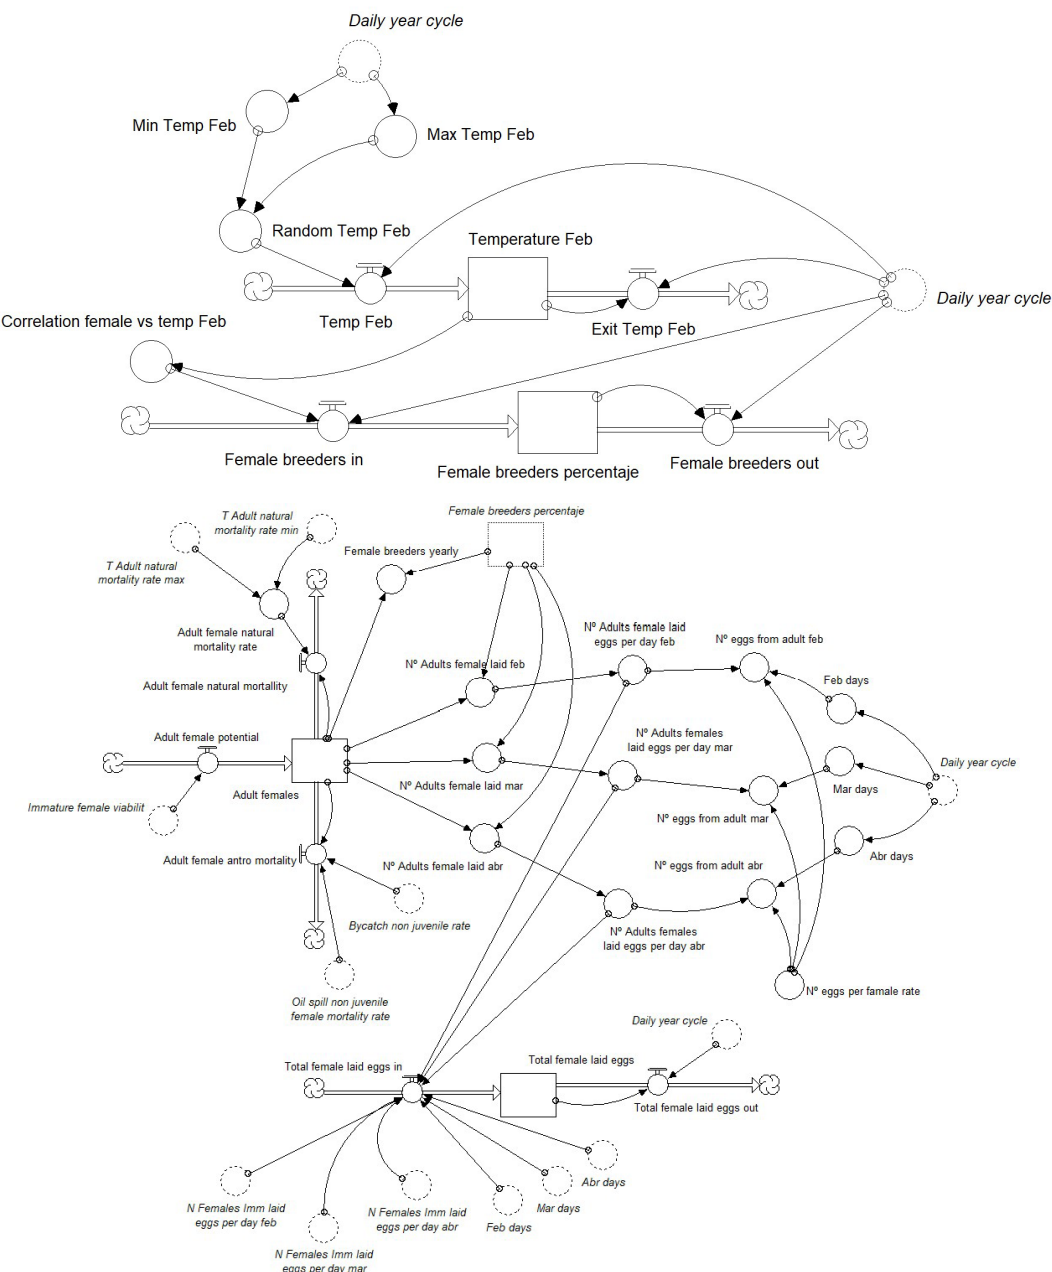 Daily year cycle
Min Temp Feb
Max Temp Feb
Random Temp Feb
Temperature Feb
Daily year cycle
Correlation female vs temp Feb
Temp Feb
Exit Temp Feb
Female breeders in
Female breeders percentaje
Female breeders out
T Adult natural
mortality rate min
Female breeders percentaje
T Adult natural
mortality rate max
Female breeders yearly
Adult female natural
mortality rate
Nº Adults female laid
eggs per day feb
Nº eggs from adult feb
Nº Adults female laid feb
Feb days
Adult female natural mortallity
Adult female potential
Nº Adults females
laid eggs per day mar
Daily year cycle
Adult females
Nº Adults female laid mar
Mar days
Immature female viabilit
Nº eggs from adult mar
Adult female antro mortality
Nº Adults female laid abr
Nº eggs from adult abr
Abr days
Bycatch non juvenile rate
Nº Adults females
laid eggs per day abr
Oil spill non juvenile
female mortality rate
Nº eggs per famale rate
Daily year cycle
Total female laid eggs in
Total female laid eggs
Total female laid eggs out
N Females Imm laid
eggs per day feb
N Females Imm laid
eggs per day abr
Feb days
Mar days
Abr days
N Females Imm laid
eggs per day mar